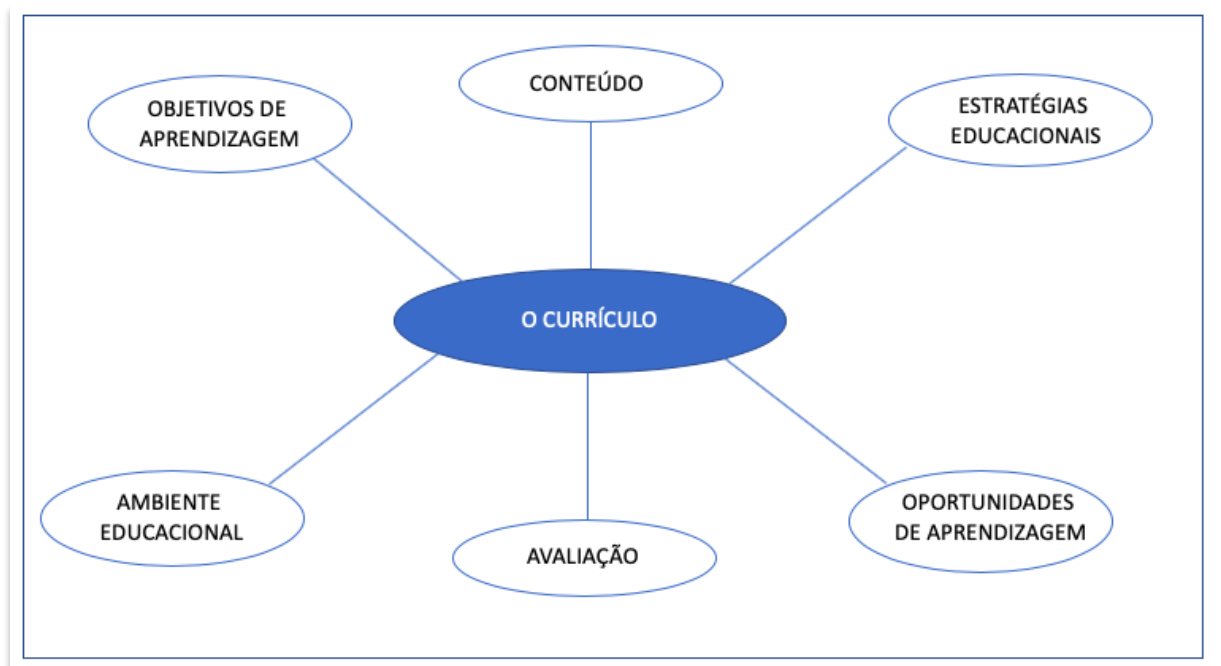 OBJETIVOS DE
APRENDIZAGEM
CONTEÚDO
ESTRATÉGIAS
EDUCACIONAIS
O CURRÍCULO
AMBIENTE
EDUCACIONAL
AVALIAÇÃO
OPORTUNIDADES
DE APRENDIZAGEM